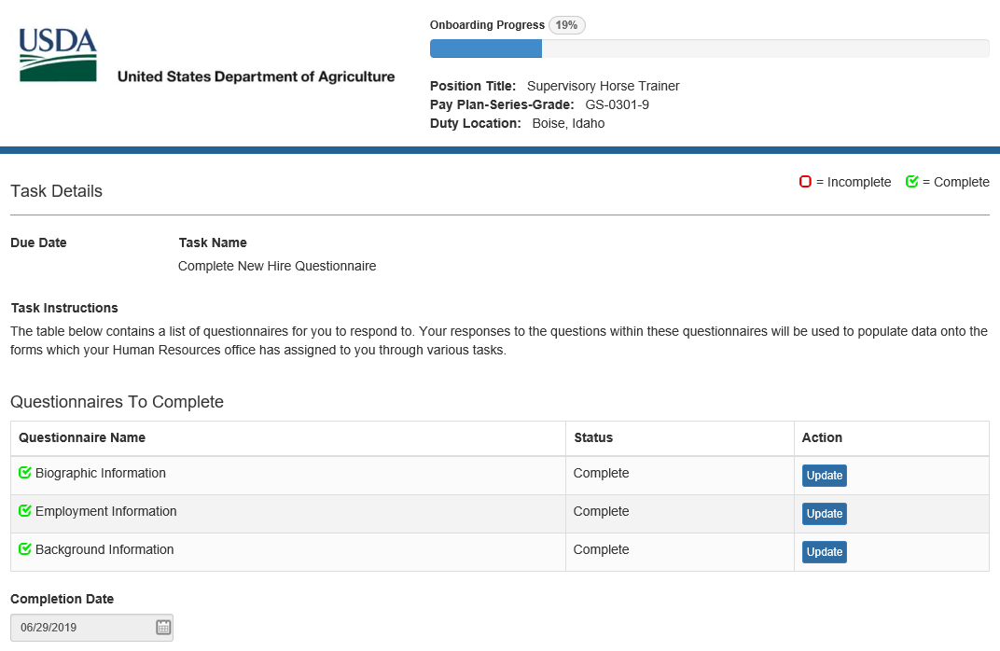 Onboarding Progress 19%
USDA
United States Department of Agriculture
Position Title: Supervisory Horse Trainer
Pay Plan-Series-Grade: GS-0301-9
Duty Location: Boise, Idaho
= Incomplete = Complete
Task Details
Due Date Task Name
Complete New Hire Questionnaire
Task Instructions
The table below contains a list of questionnaires for you to respond to. Your responses to the questions within these questionnaires will be used to populate data onto the
forms which your Human Resources office has assigned to you through various tasks.
Questionnaires To Complete
Questionnaire Name Status Action
Biographic Information Complete Update
Employment Information Complete Update
Background Information Complete Update
Completion Date
06/29/2019